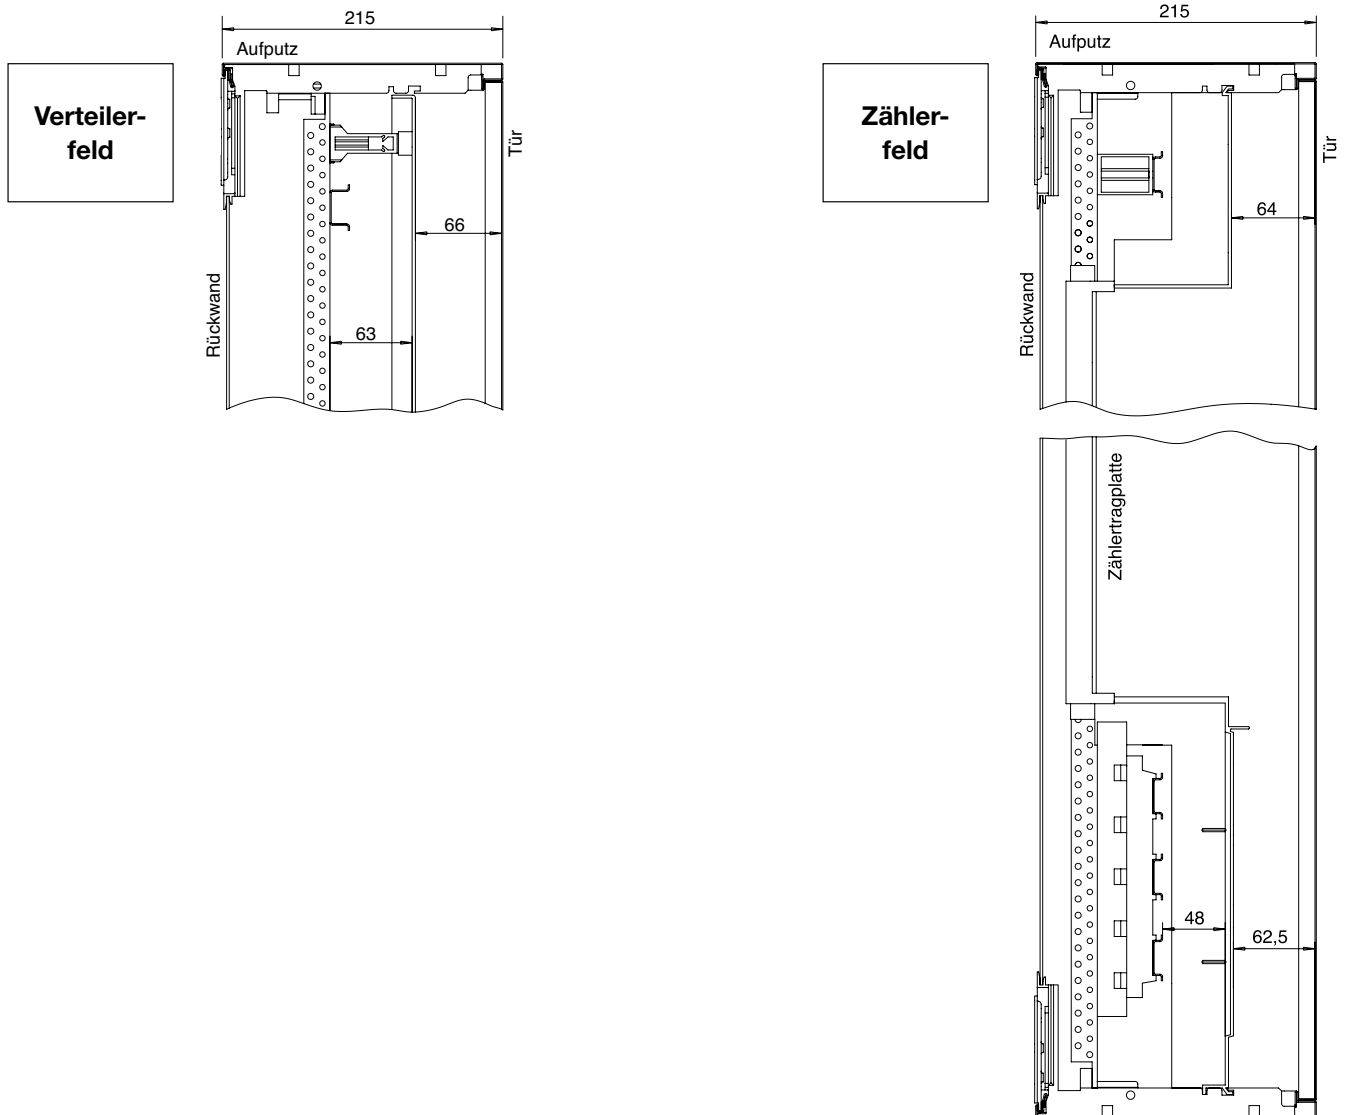 215
Aufputz
Verteiler-
feld
Tür
66
Rückwand
63
215
Aufputz
Zähler-
feld
Tür
64
Rückwand
Zählertragplatte
48
62,5